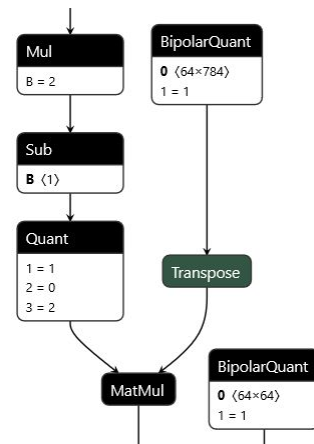 Mul
B = 2
BipolarQuant
0 〈64×784〉
1 = 1
Sub
B 〈1〉
Quant
1 = 1
2 = 0
3 = 2
Transpose
MatMul
BipolarQuant
0 〈64×64〉
1 = 1